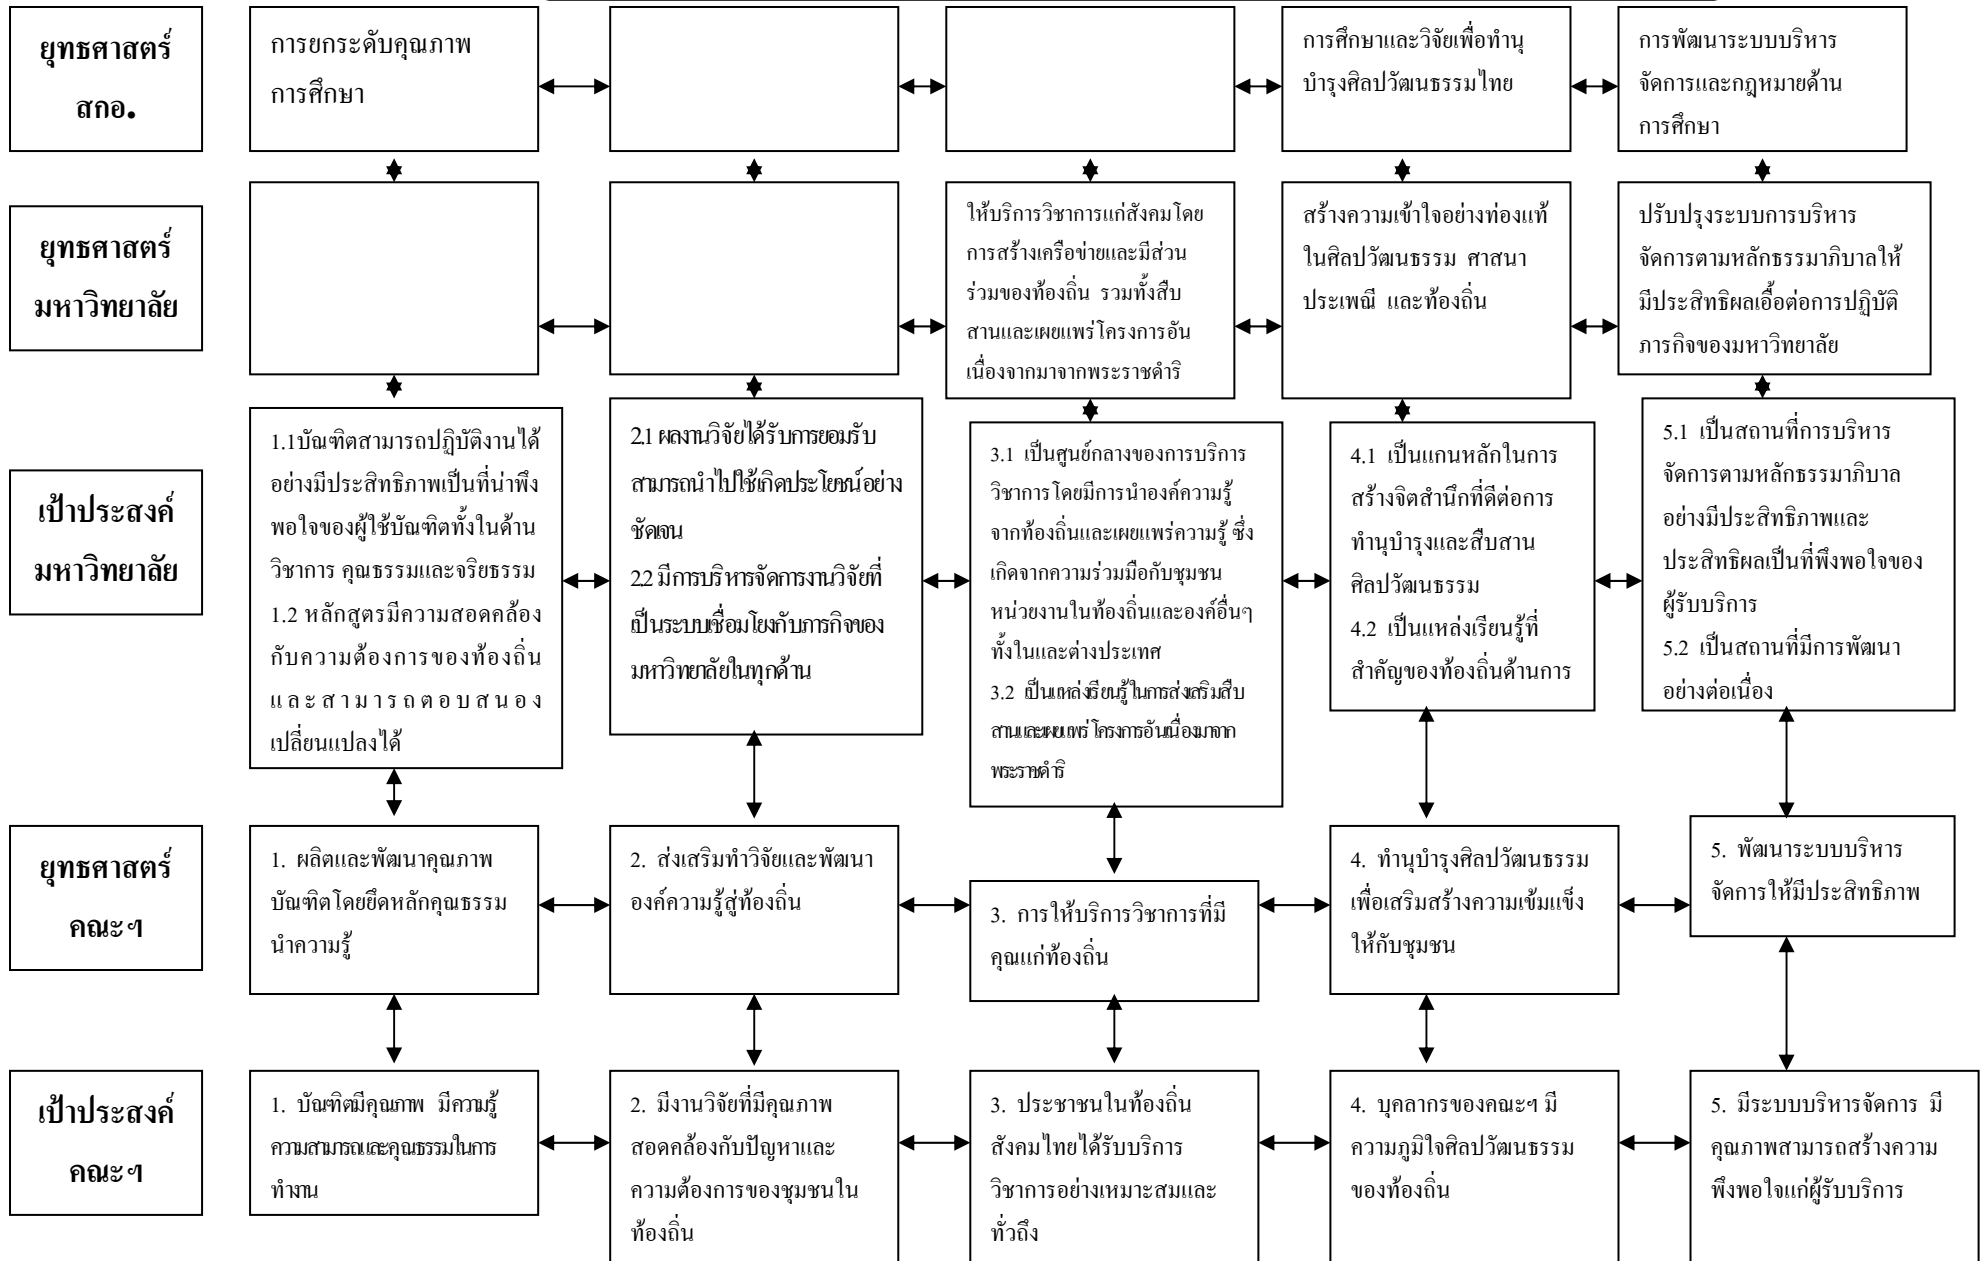 ยุทธศาสตร์
สกอ.
การยกระดับคุณภาพ
การศึกษา
การศึกษาและวิจัยเพื่อทำนุ
บำรุงศิลปวัฒนธรรมไทย
การพัฒนาระบบบริหาร
จัดการและกฎหมายด้าน
การศึกษา
ยุทธศาสตร์
มหาวิทยาลัย
ให้บริการวิชาการแก่สังคมโดย
การสร้างเครือข่ายและมีส่วน
ร่วมของท้องถิ่น รวมทั้งสืบ
สานและเผยแพร่โครงการอัน
เนื่องจากมาจากพระราชดำริ
สร้างความเข้าใจอย่างท่องแท้
ในศิลปวัฒนธรรม ศาสนา
ประเพณี และท้องถิ่น
ปรับปรุงระบบการบริหาร
จัดการตามหลักธรรมาภิบาลให้
มีประสิทธิผลเอื้อต่อการปฏิบัติ
ภารกิจของมหาวิทยาลัย
เป้าประสงค์
มหาวิทยาลัย
1.1บัณฑิตสามารถปฏิบัติงานได้
อย่างมีประสิทธิภาพเป็นที่น่าพึง
พอใจของผู้ใช้บัณฑิตทั้งในด้าน
วิชาการ คุณธรรมและจริยธรรม
1.2 หลักสูตรมีความสอดคล้อง
กับความต้องการของท้องถิ่น
และสามารถตอบสนอง
เปลี่ยนแปลงได้
2.1 ผลงานวิจัยได้รับการยอมรับ
สามารถนำไปใช้เกิดประโยชน์อย่าง
ชัดเจน
2.2 มีการบริหารจัดการงานวิจัยที่
เป็นระบบเชื่อมโยงกับภารกิจของ
มหาวิทยาลัยในทุกด้าน
3.1 เป็นศูนย์กลางของการบริการ
วิชาการโดยมีการนำองค์ความรู้
จากท้องถิ่นและเผยแพร่ความรู้ ซึ่ง
เกิดจากความร่วมมือกับชุมชน
หน่วยงานในท้องถิ่นและองค์อื่นๆ
ทั้งในและต่างประเทศ
3.2 เป็นแหล่งเรียนรู้ในการส่งเสริมสืบ
สานและเผยแพร่ โครงการอันเนื่องมาจาก
พระราชดำริ
4.1 เป็นแกนหลักในการ
สร้างจิตสำนึกที่ดีต่อการ
ทำนุบำรุงและสืบสาน
ศิลปวัฒนธรรม
4.2 เป็นแหล่งเรียนรู้ที่
สำคัญของท้องถิ่นด้านการ
5.1 เป็นสถานที่การบริหาร
จัดการตามหลักธรรมาภิบาล
อย่างมีประสิทธิภาพและ
ประสิทธิผลเป็นที่พึงพอใจของ
ผู้รับบริการ
5.2 เป็นสถานที่มีการพัฒนา
อย่างต่อเนื่อง
ยุทธศาสตร์
คณะฯ
1. ผลิตและพัฒนาคุณภาพ
บัณฑิตโดยยึดหลักคุณธรรม
นำความรู้
2. ส่งเสริมทำวิจัยและพัฒนา
องค์ความรู้สู่ท้องถิ่น
3. การให้บริการวิชาการที่มี
คุณแก่ท้องถิ่น
4. ทำนุบำรุงศิลปวัฒนธรรม
เพื่อเสริมสร้างความเข้มแข็ง
ให้กับชุมชน
5. พัฒนาระบบบริหาร
จัดการให้มีประสิทธิภาพ
เป้าประสงค์
คณะฯ
1. บัณฑิตมีคุณภาพ มีความรู้
ความสามารถและคุณธรรมในการ
ทำงาน
2. มีงานวิจัยที่มีคุณภาพ
สอดคล้องกับปัญหาและ
ความต้องการของชุมชนใน
ท้องถิ่น
3. ประชาชนในท้องถิ่น
สังคมไทยได้รับบริการ
วิชาการอย่างเหมาะสมและ
ทั่วถึง
4. บุคลากรของคณะฯ มี
ความภูมิใจศิลปวัฒนธรรม
ของท้องถิ่น
5. มีระบบบริหารจัดการ มี
คุณภาพสามารถสร้างความ
พึงพอใจแก่ผู้รับบริการ